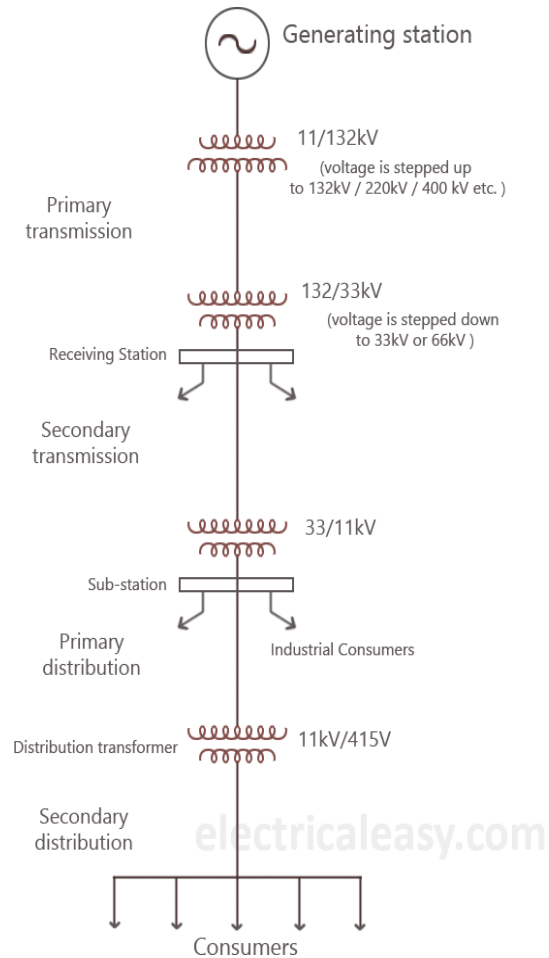 Generating station
11/132kV
(voltage is stepped up
to 132kV / 220kV / 400 kV etc. )
Primary
transmission
132/33kV
(voltage is stepped down
to 33kV or 66kV )
Receiving Station
Secondary
transmission
33/11kV
Sub-station
Primary
distribution
Industrial Consumers
11kV/415V
Distribution transformer
Secondary
distribution
electricaleasy.com
Consumers